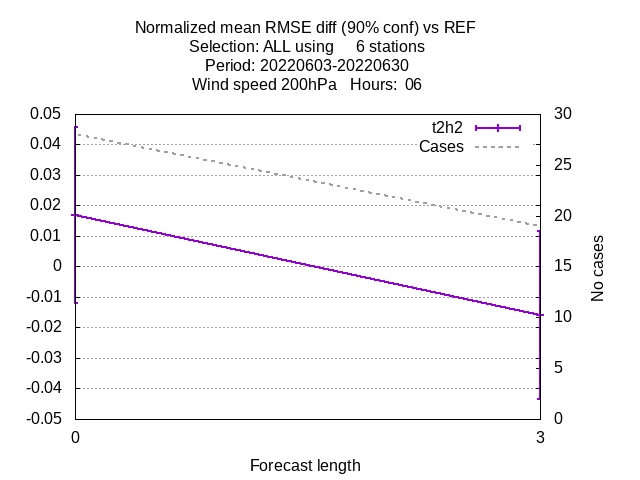 Normalized mean RMSE diff (90% conf) vs REF
Selection: ALL using     6 stations
Period: 20220603-20220630
Wind speed 200hPa   Hours:  06
t2h2
Cases
0.05
0.04
0.03
0.02
0.01
0
-0.01
-0.02
-0.03
-0.04
-0.05
30
25
20
15
10
5
0
No cases
0
3
Forecast length